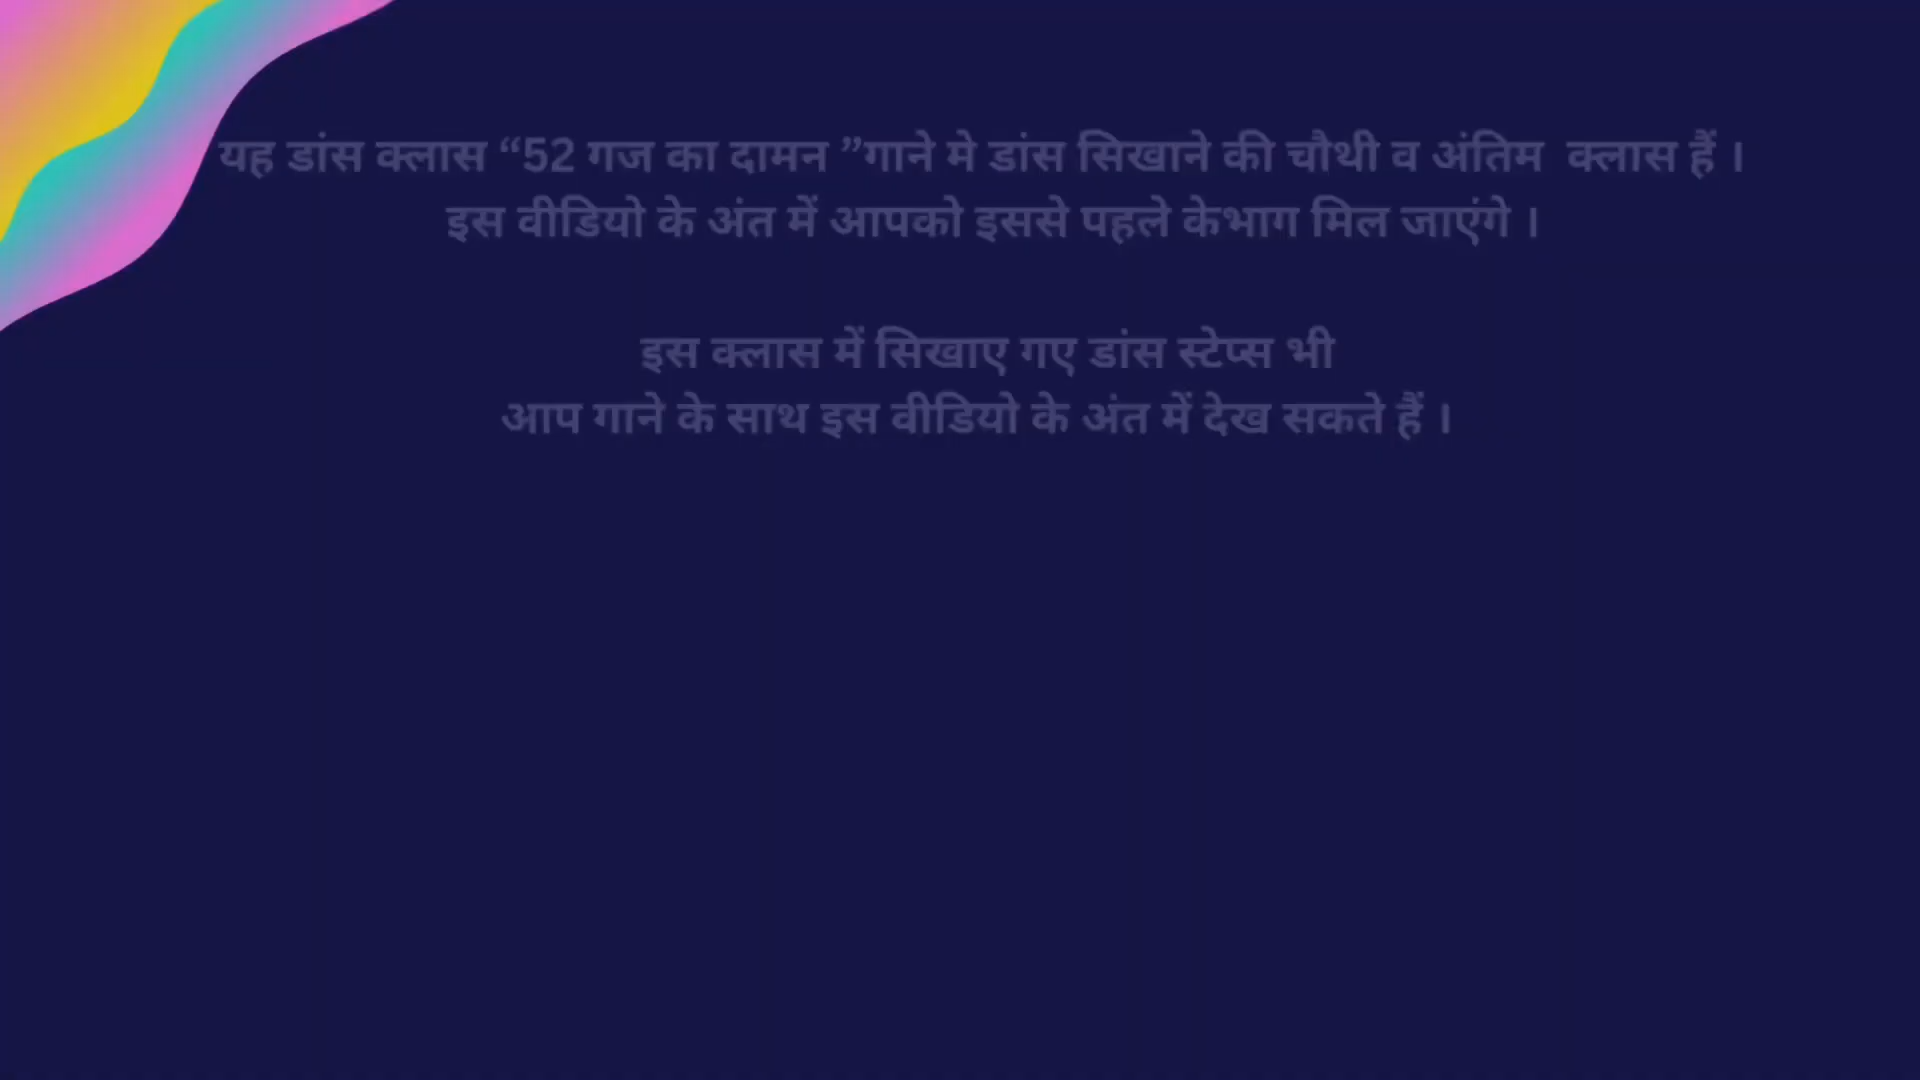 यह डांस क्लास “52 गज का दामन ”गाने मे डांस सिखाने की चौथी व अंतिम  क्लास हैं ।
इस वीडियो के अंत में आपको इससे पहले केभाग मिल जाएंगे ।
इस क्लास में सिखाए गए डांस स्टेप्स भी
आप गाने के साथ इस वीडियो के अंत में देख सकते हैं ।